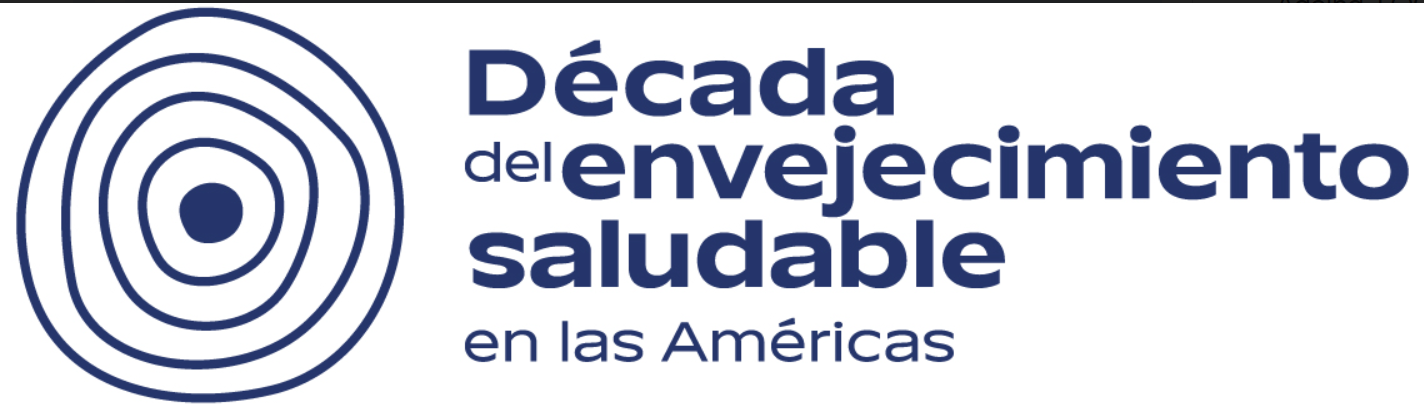 Década
del envejecimiento
saludable
en las Américas